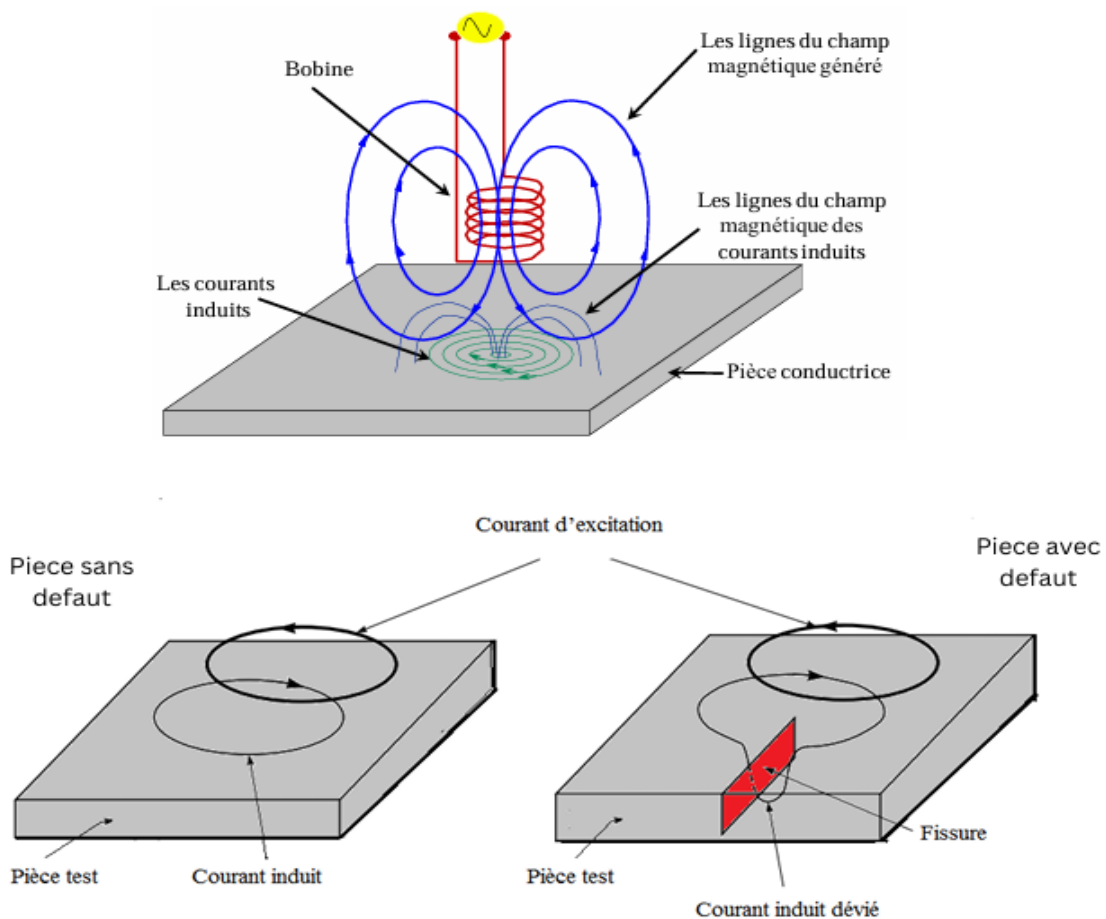 Les lignes du champ
magnétique généré
Bobine
Les lignes du champ
magnétique des
courants induits
Les courants
induits
Pièce conductrice
Courant d’excitation
Piece sans
defaut
Piece avec
defaut
Fissure
Pièce test
Courant induit
Pièce test
Courant induit dévié